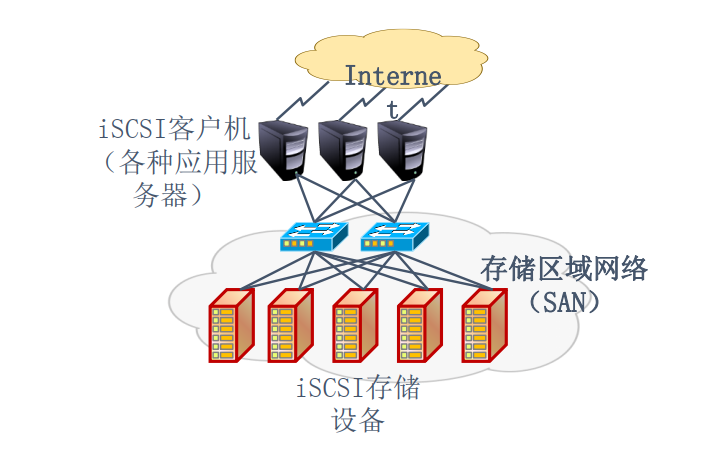 Interne
t
iSCSI客户机
（各种应用服
务器）
存储区域网络
（SAN）
iSCSI存储
设备